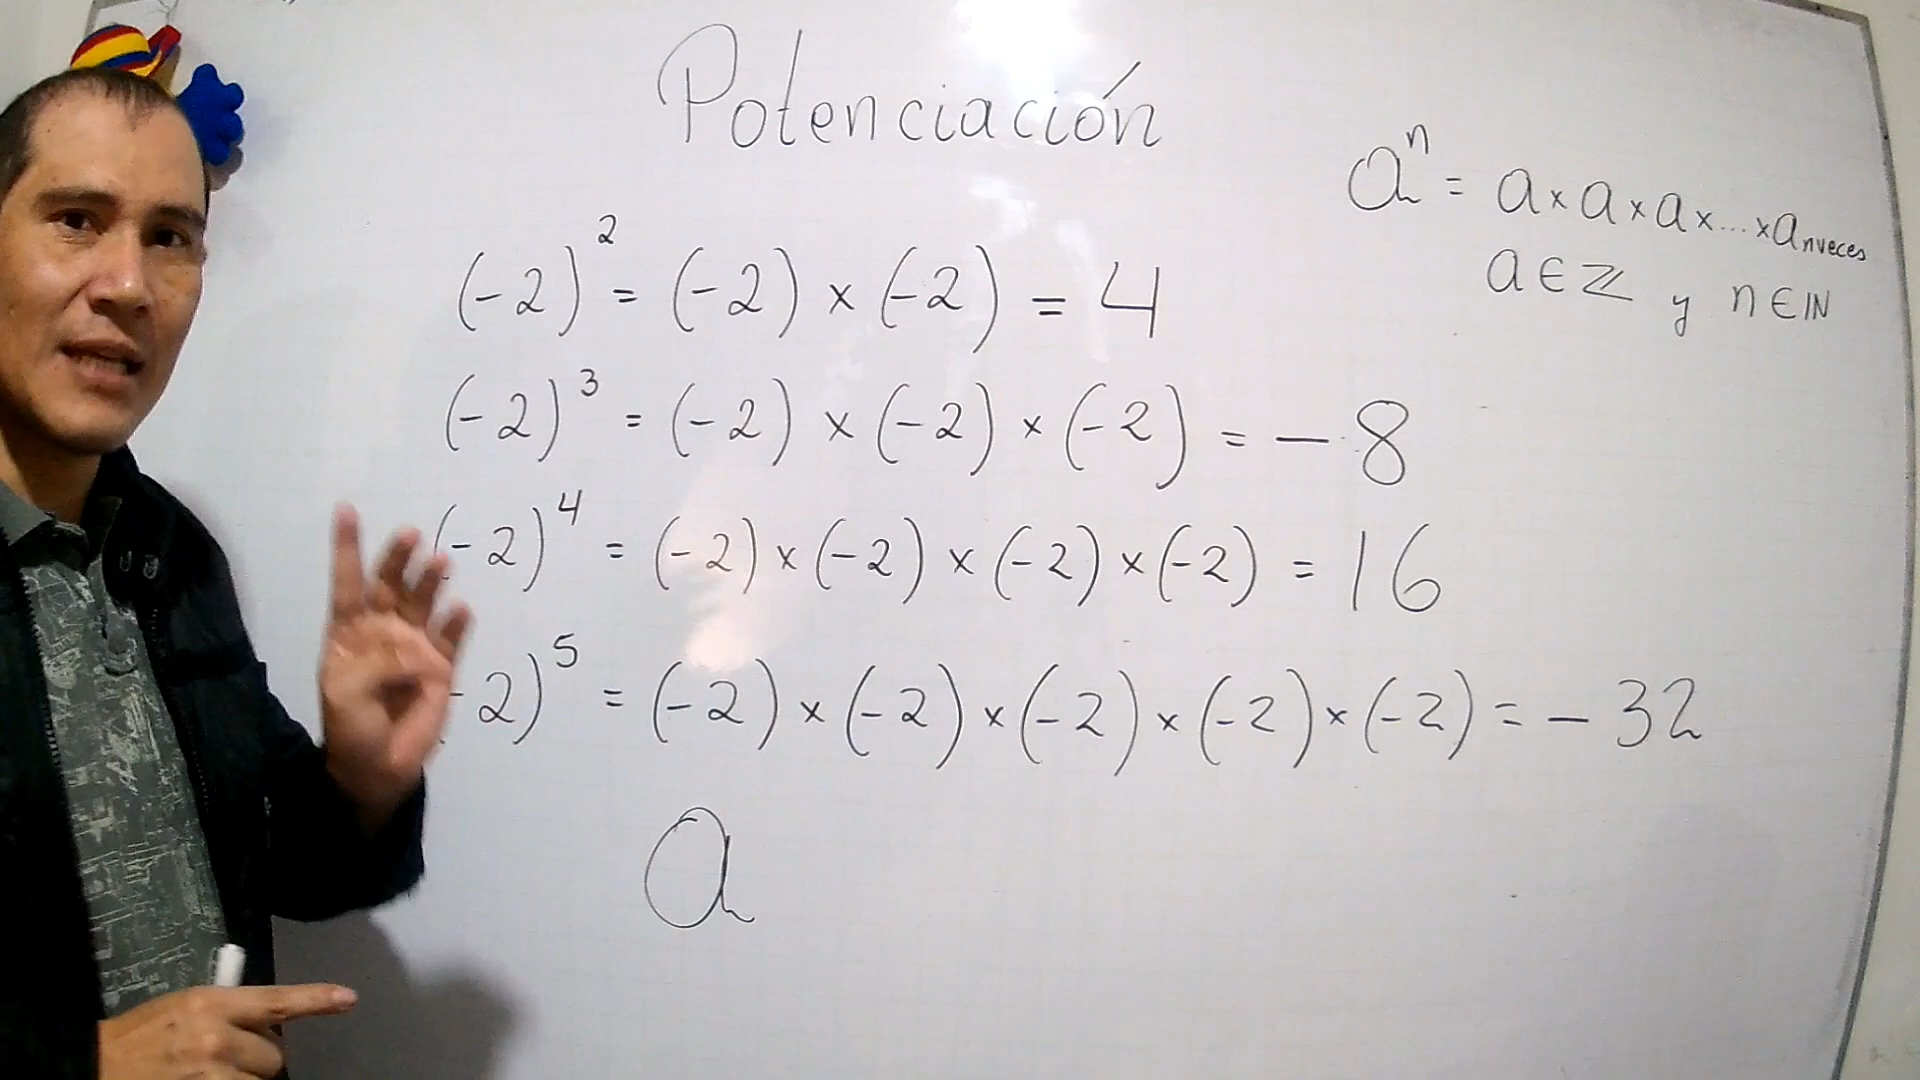 Potenciación
aⁿ = a × a × a × ... × a n veces
a ∈ ℤ y n ∈ ℕ
(-2)² = (-2) × (-2) = 4
(-2)³ = (-2) × (-2) × (-2) = -8
(-2)⁴ = (-2) × (-2) × (-2) × (-2) = 16
-2)⁵ = (-2) × (-2) × (-2) × (-2) × (-2) = -32
a